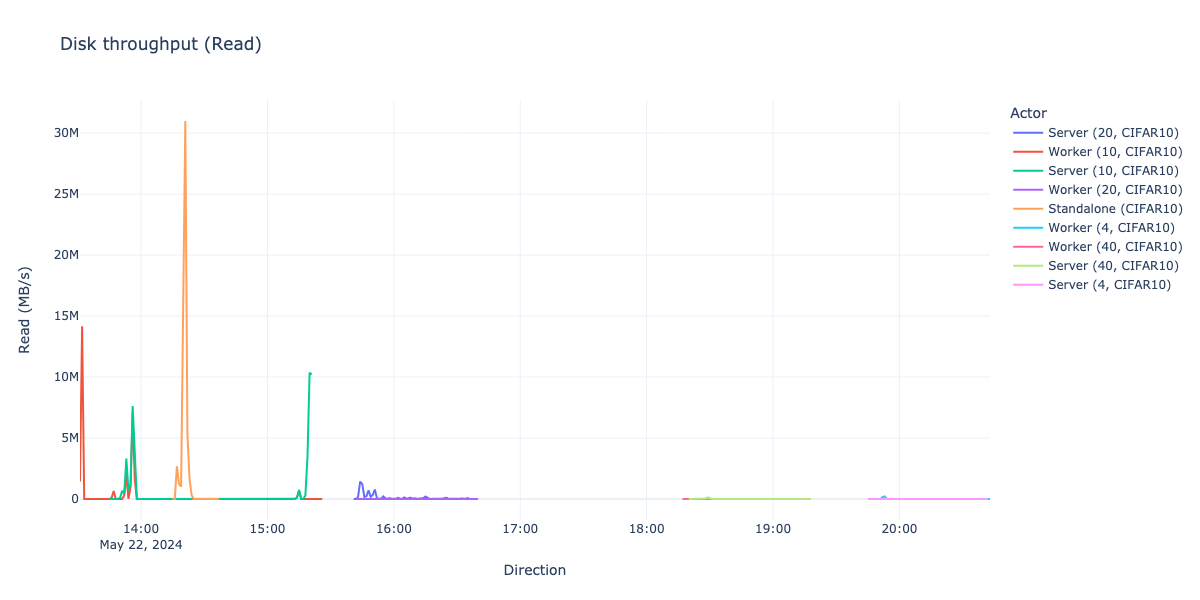 Disk throughput (Read)
Read (MB/s)
30M
25M
20M
15M
10M
5M
0
14:00
May 22, 2024
15:00
16:00
17:00
18:00
19:00
20:00
Direction
Actor
Server (20, CIFAR10)
Worker (10, CIFAR10)
Server (10, CIFAR10)
Worker (20, CIFAR10)
Standalone (CIFAR10)
Worker (4, CIFAR10)
Worker (40, CIFAR10)
Server (40, CIFAR10)
Server (4, CIFAR10)